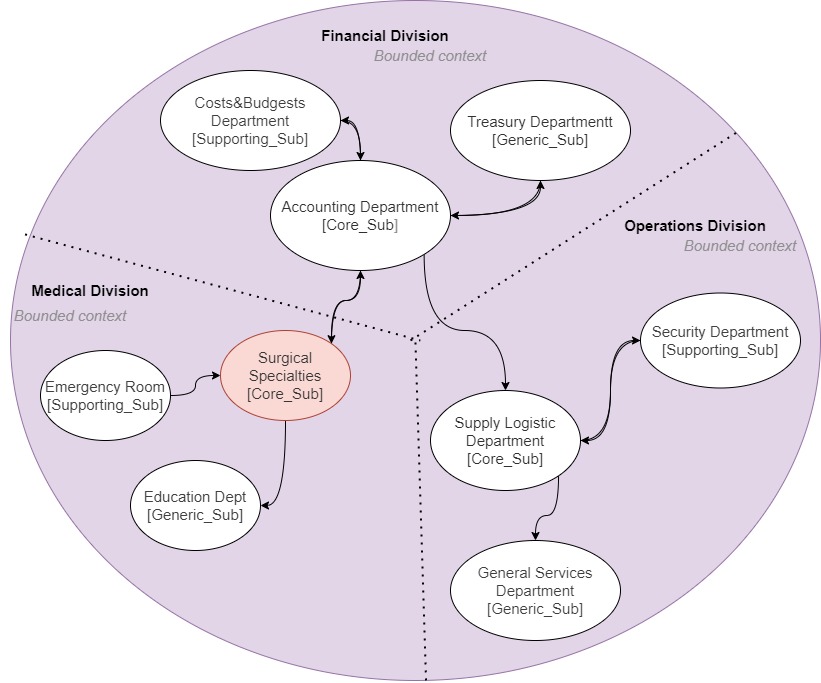 Financial Division
Bounded context
Costs&Budgests
Department
[Supporting_Sub]
Treasury Departmentt
[Generic_Sub]
Accounting Department
[Core_Sub]
Operations Division
Bounded context
Medical Division
Bounded context
Security Department
[Supporting_Sub]
Surgical
Specialties
[Core_Sub]
Emergency Room
[Supporting_Sub]
Supply Logistic
Department
[Core_Sub]
Education Dept
[Generic_Sub]
General Services
Department
[Generic_Sub]